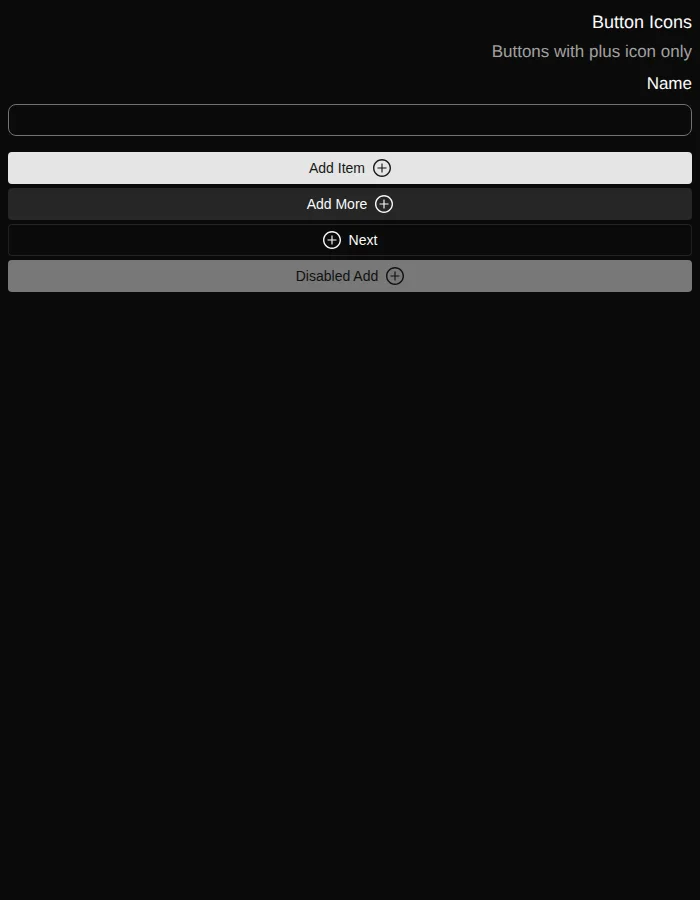 Button Icons
Buttons with plus icon only
Name
Add Item
Add More
Next
Disabled Add